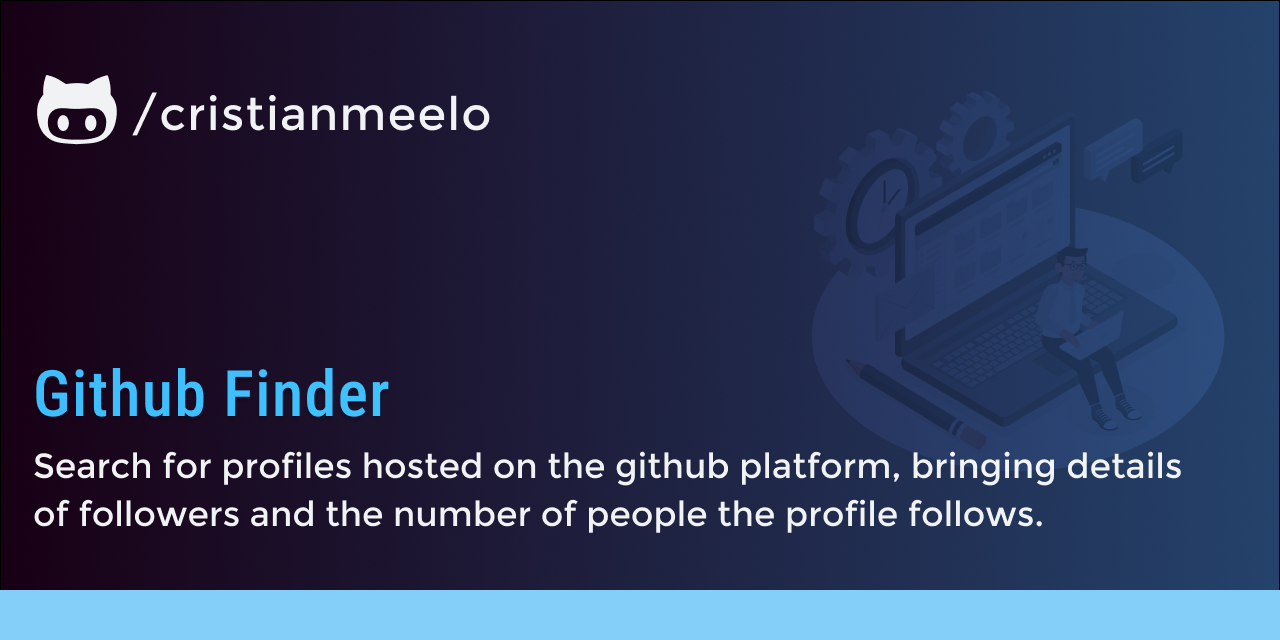 /cristianmeelo
Github Finder
Search for profiles hosted on the github platform, bringing details
of followers and the number of people the profile follows.